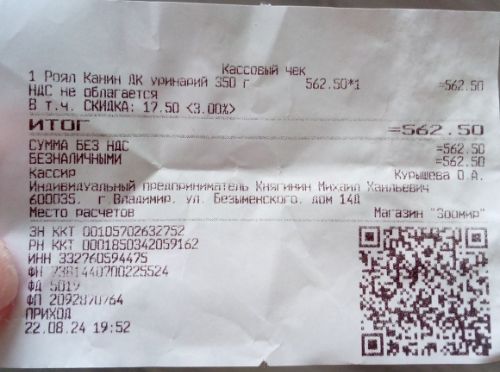 Кассовый чек
1 Роял Канин ДК уринарий 350 г 562.50*1 =562.50
НДС не облагается
В т.ч. СКИДКА: 17.50 <3.00%>
ИТОГ =562.50
СУММА БЕЗ НДС =562.50
БЕЗНАЛИЧНЫМИ =562.50
Кассир Курышева О.А.
Индивидуальный предприниматель Княгинин Михаил
600035, г.Владимир, ул. Безыменского, дом 14Д
Место расчетов Магазин "Зоомир"
ЗН ККТ 00105702632752
РН ККТ 0001850342059162
ИНН 332760594475
ФН 7381440700225524
ФД 5019
ФП 2092870764
ПРИХОД
22.08.24 19:52